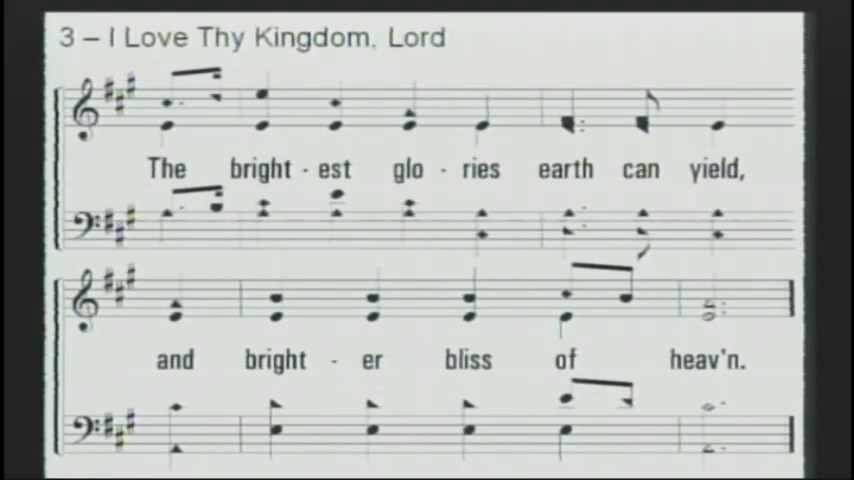 3 – I Love Thy Kingdom, Lord
The bright - est glo - ries earth can yield,
and bright - er bliss of heav'n.